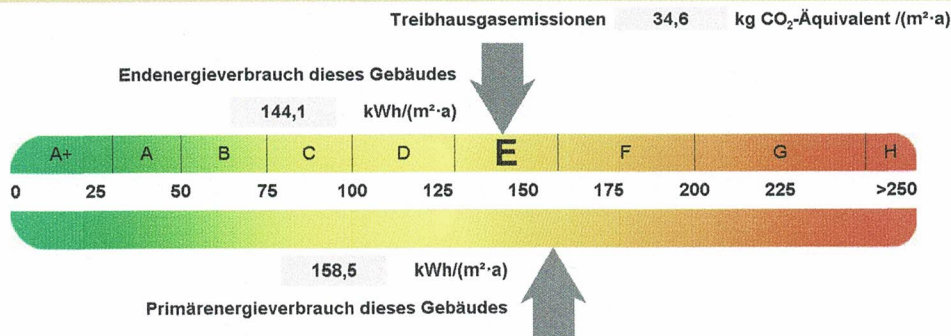 Treibhausgasemissionen 34,6 kg CO₂-Äquivalent /(m²·a)
Endenergieverbrauch dieses Gebäudes
144,1 kWh/(m²·a)
A+ A B C D E F G H
0 25 50 75 100 125 150 175 200 225 >250
158,5 kWh/(m²·a)
Primärenergieverbrauch dieses Gebäudes